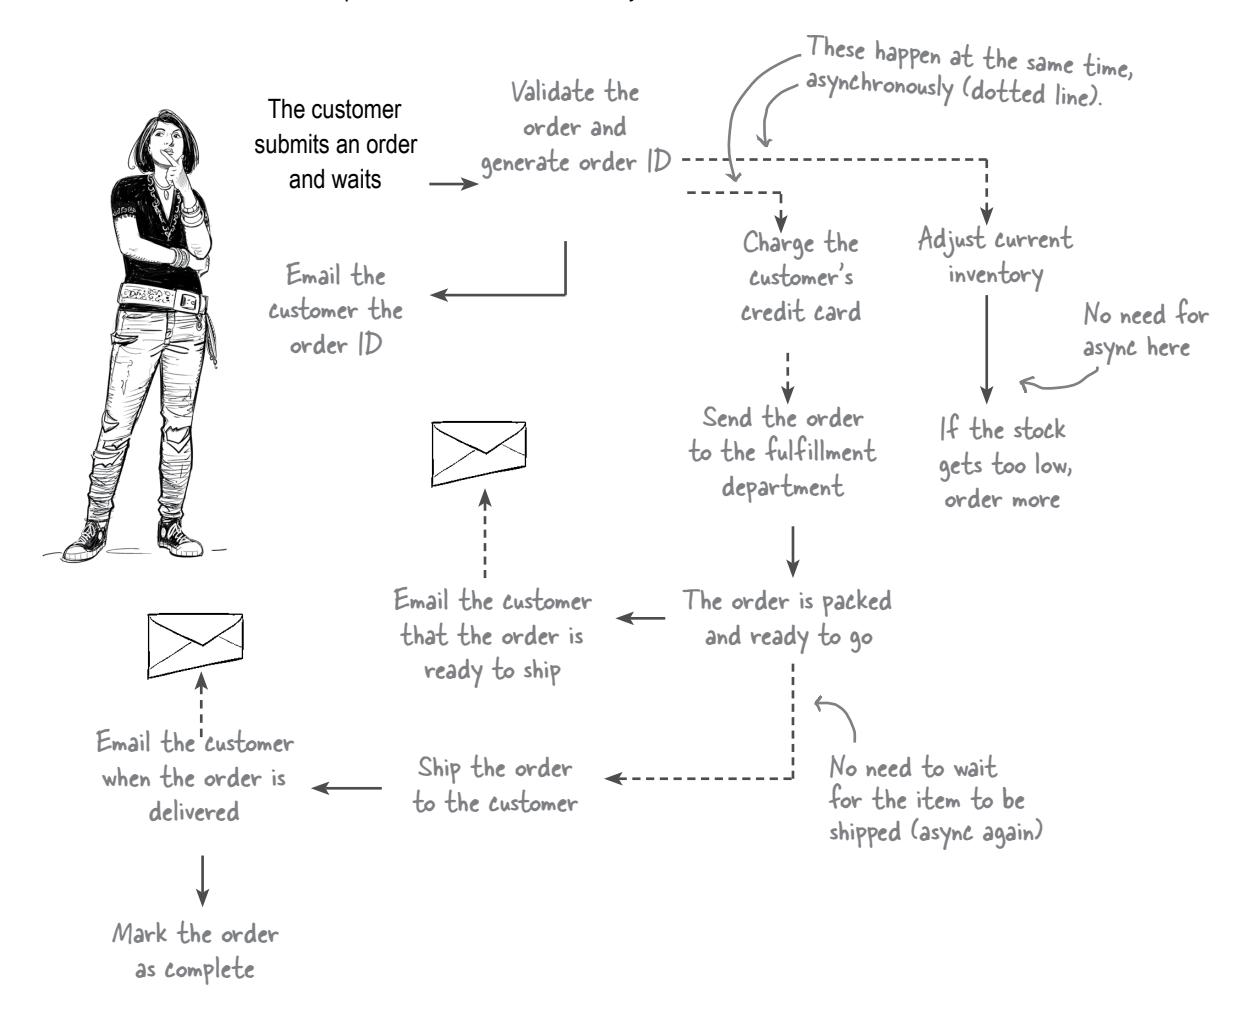 These happen at the same time,
asynchronously (dotted line).
The customer
submits an order
and waits
Validate the
order and
generate order ID
Charge the
customer's
credit card
Adjust current
inventory
Email the
customer the
order ID
No need for
async here
Send the order
to the fulfillment
department
If the stock
gets too low,
order more
Email the customer
that the order is
ready to ship
The order is packed
and ready to go
Email the customer
when the order is
delivered
Ship the order
to the customer
No need to wait
for the item to be
shipped (async again)
Mark the order
as complete